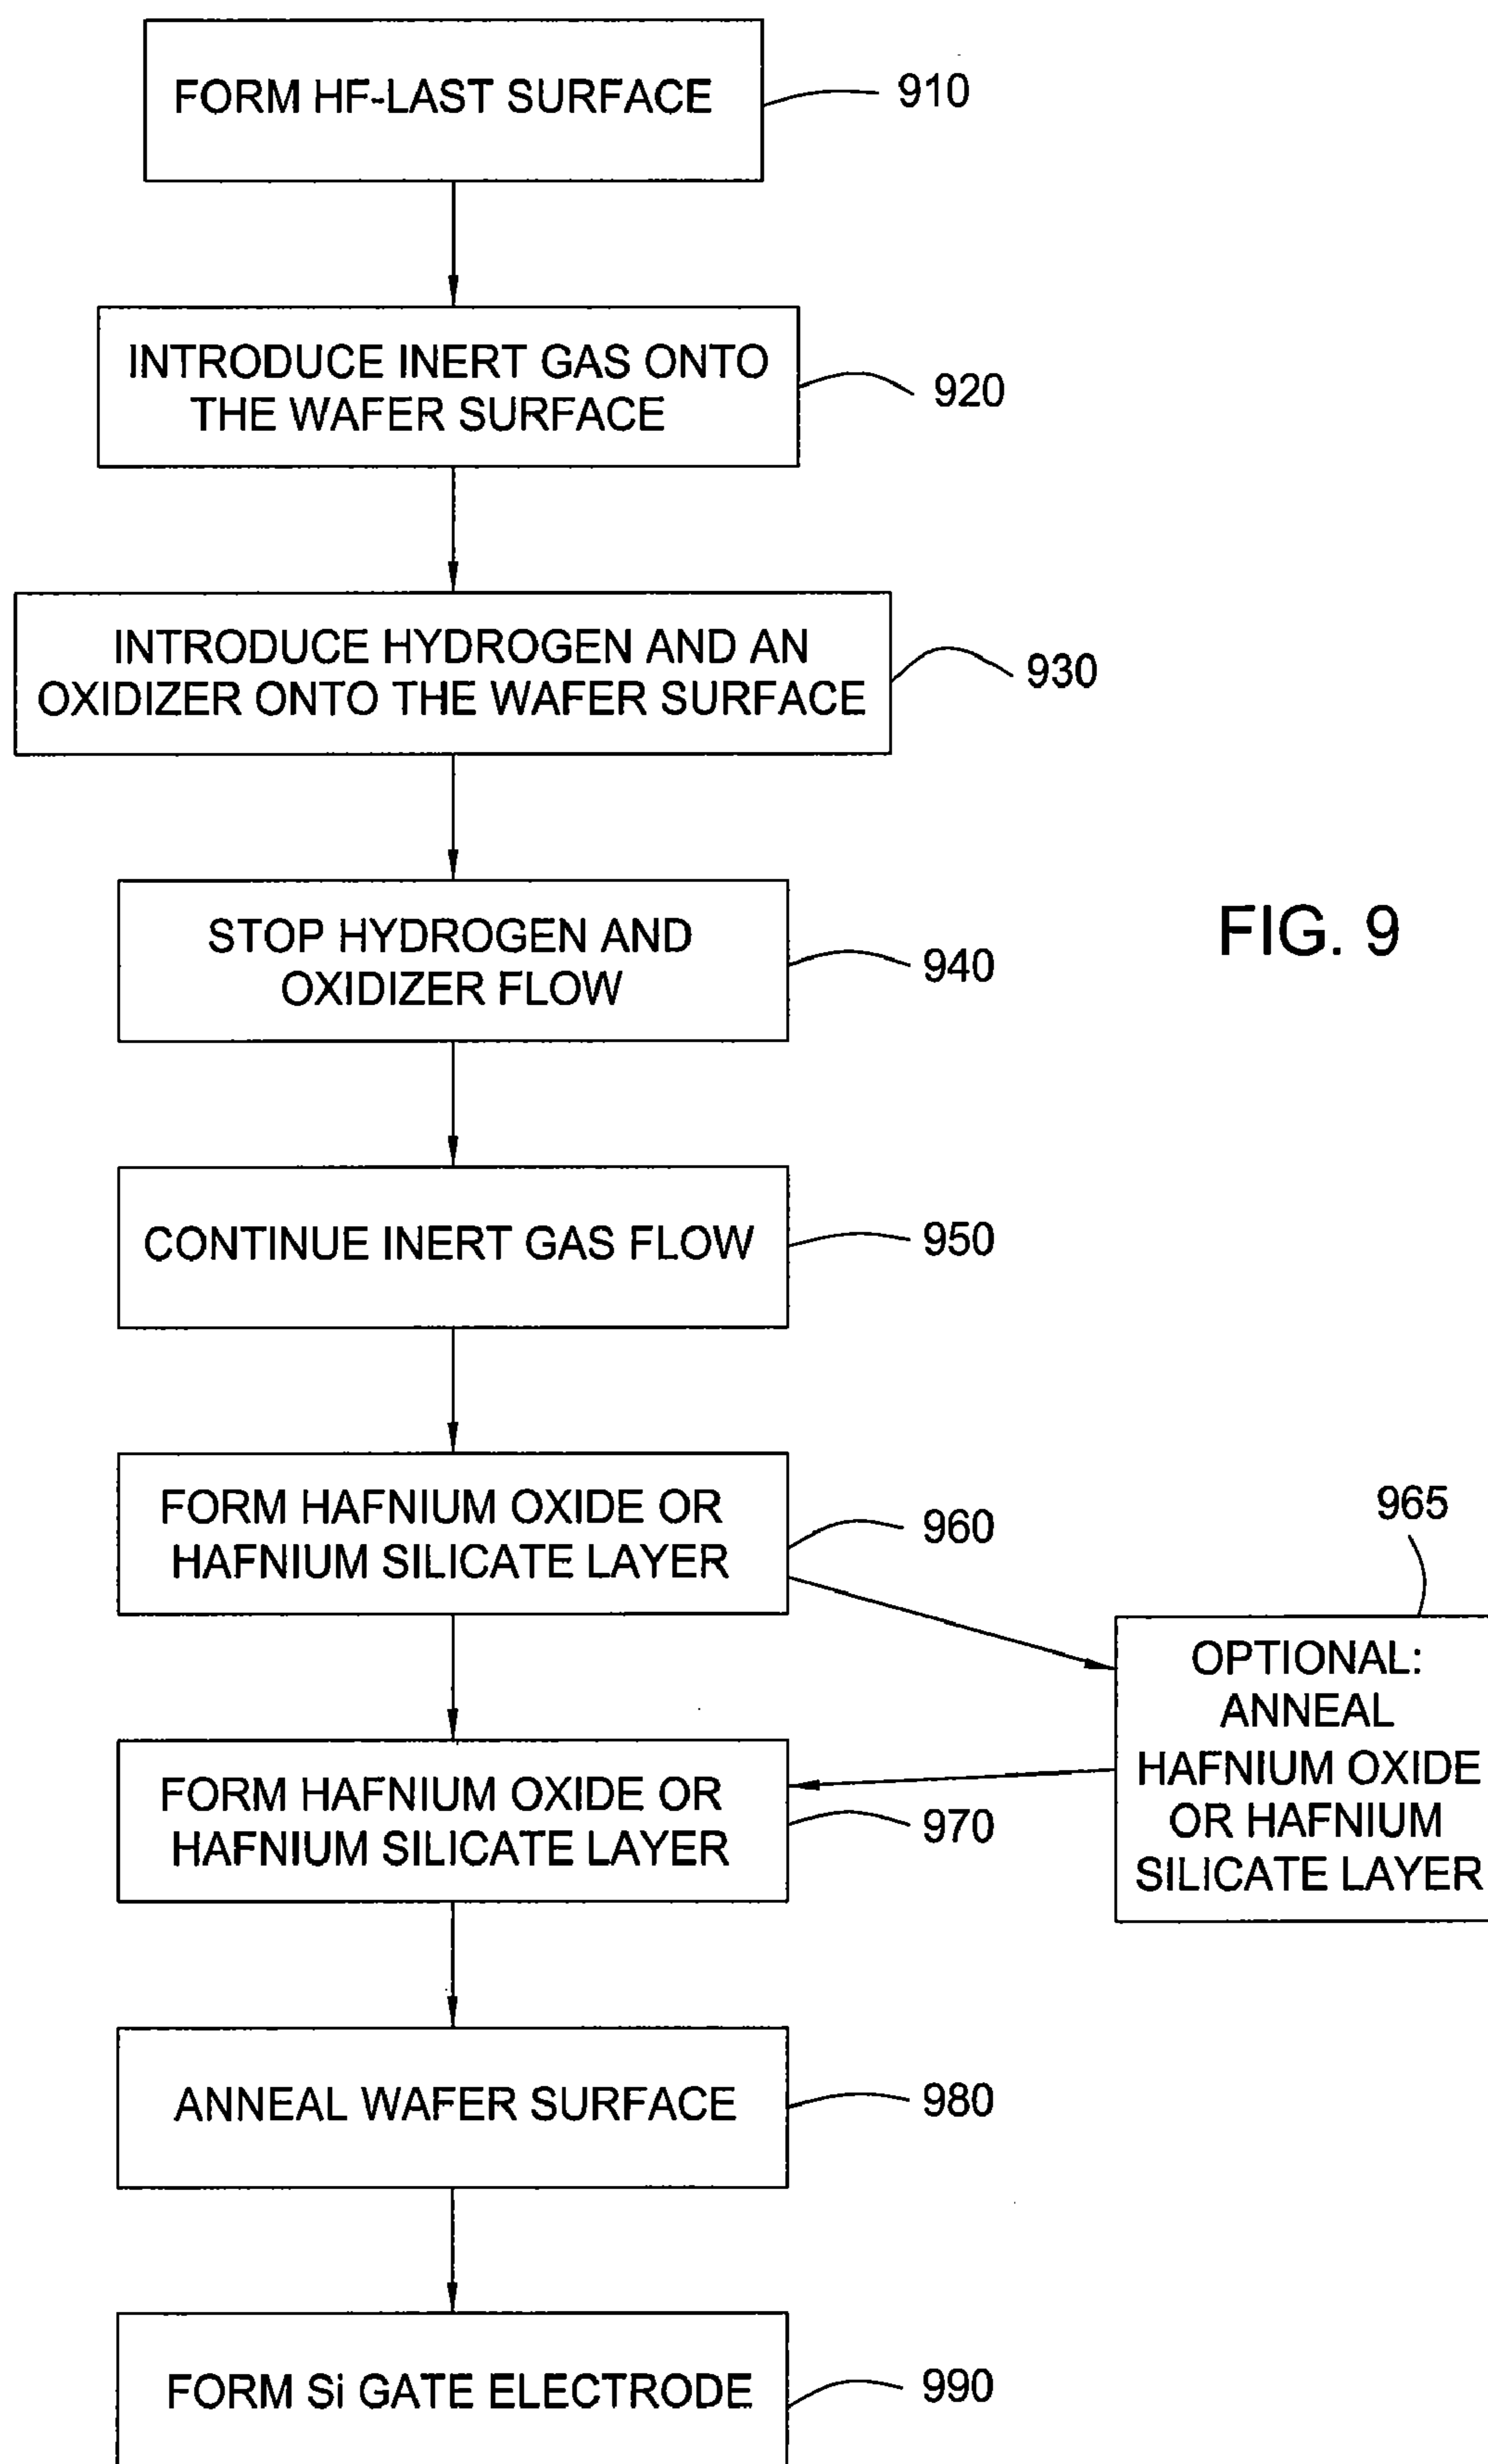 FORM HF-LAST SURFACE
910
INTRODUCE INERT GAS ONTO
THE WAFER SURFACE
920
INTRODUCE HYDROGEN AND AN
OXIDIZER ONTO THE WAFER SURFACE
930
STOP HYDROGEN AND
OXIDIZER FLOW
940
FIG. 9
CONTINUE INERT GAS FLOW
950
FORM HAFNIUM OXIDE OR
HAFNIUM SILICATE LAYER
960
965
OPTIONAL:
ANNEAL
HAFNIUM OXIDE
OR HAFNIUM
SILICATE LAYER
FORM HAFNIUM OXIDE OR
HAFNIUM SILICATE LAYER
970
ANNEAL WAFER SURFACE
980
FORM Si GATE ELECTRODE
990